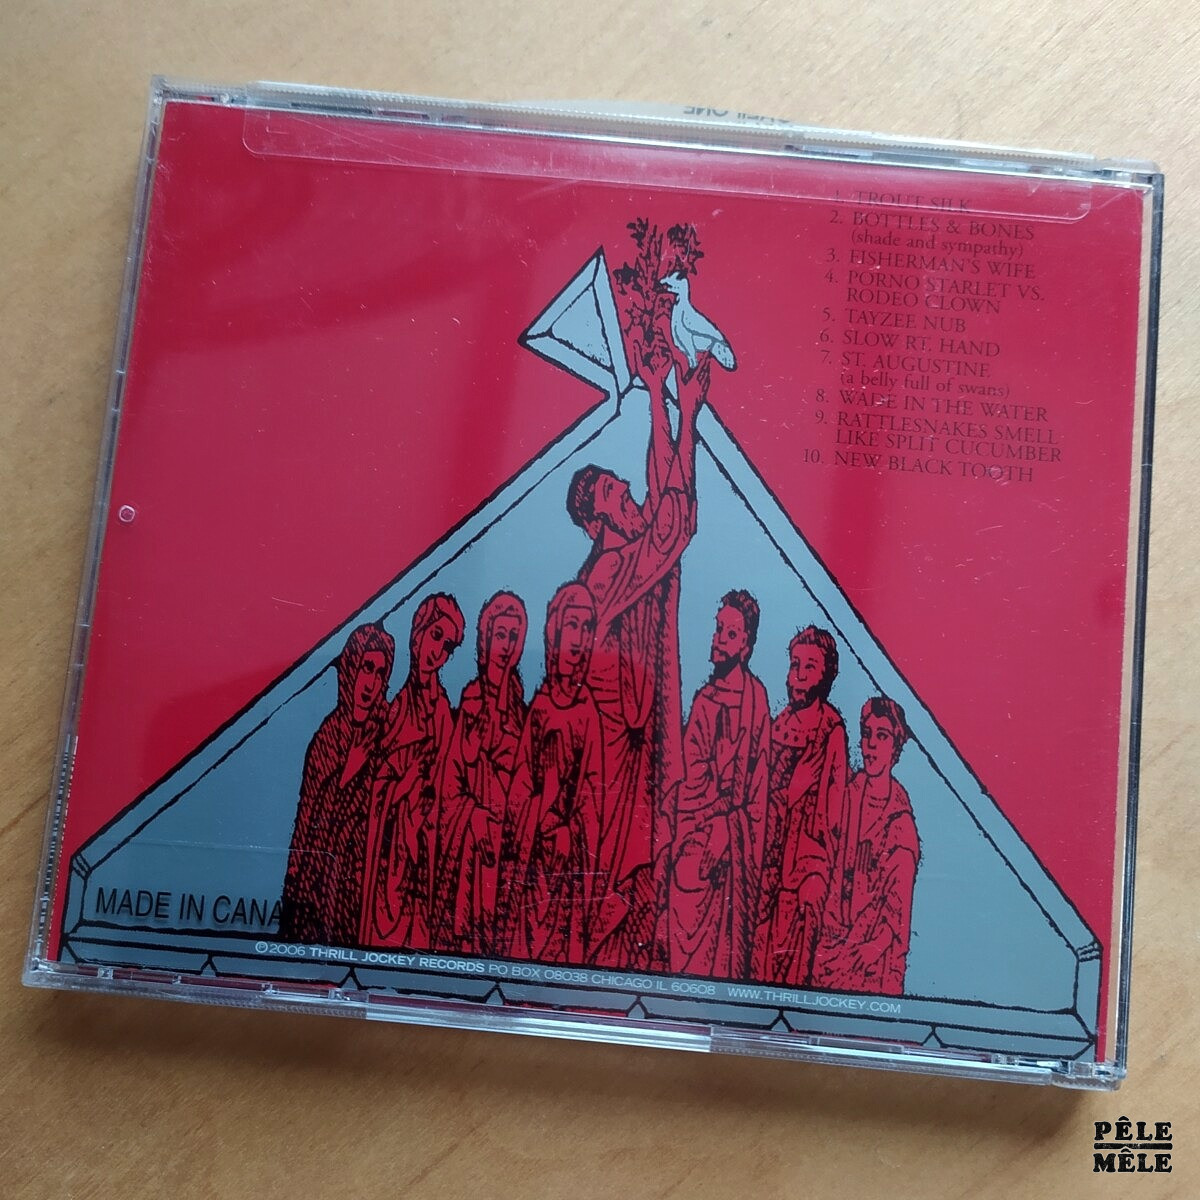 1. TROUT SILK
2. BOTTLES & BONES
(shade and sympathy)
3. FISHERMAN'S WIFE
4. PORNO STARLET VS.
RODEO CLOWN
5. TAYZEE NUB
6. SLOW RT. HAND
7. ST. AUGUSTINE
(a belly full of swans)
8. WADE IN THE WATER
9. RATTLESNAKES SMELL
LIKE SPLIT CUCUMBER
10. NEW BLACK TOOTH
MADE IN CANA
℗2006 THRILL JOCKEY RECORDS PO BOX 08038 CHICAGO IL 60608 WWW.THRILLJOCKEY.COM
PÊLE
MÊLE